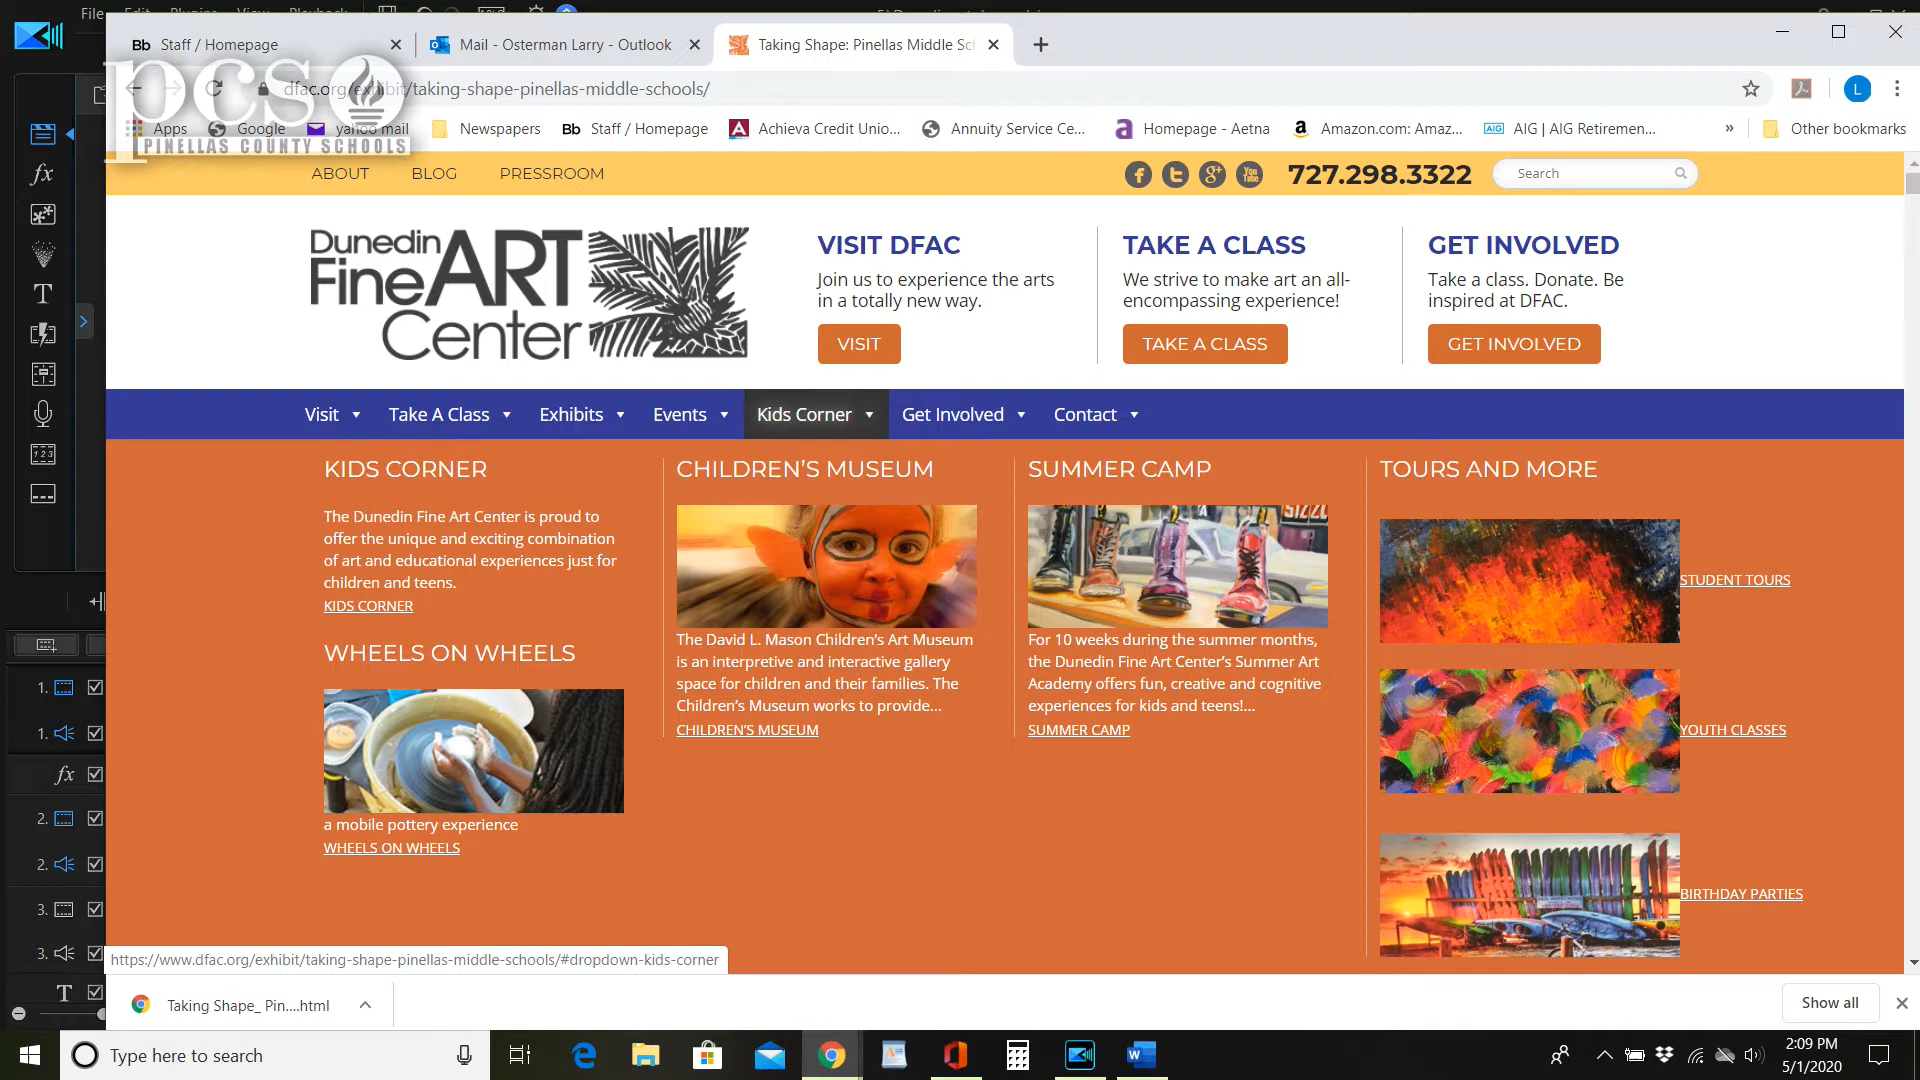 File Edit Plugins View Playback
Staff / Homepage
Mail - Osterman Larry - Outlook
Taking Shape: Pinellas Middle Sc
dfac.org/exhibit/taking-shape-pinellas-middle-schools/
L
pcs
PINELLAS COUNTY SCHOOLS
Apps Google yahoo mail Newspapers Staff / Homepage Achieva Credit Unio... Annuity Service Ce... Homepage - Aetna Amazon.com: Amaz... AIG | AIG Retiremen... » Other bookmarks
ABOUT BLOG PRESSROOM
727.298.3322
Search
Dunedin
Fine ART
Center
VISIT DFAC
Join us to experience the arts
in a totally new way.
VISIT
TAKE A CLASS
We strive to make art an all-
encompassing experience!
TAKE A CLASS
GET INVOLVED
Take a class. Donate. Be
inspired at DFAC.
GET INVOLVED
Visit Take A Class Exhibits Events Kids Corner Get Involved Contact
KIDS CORNER
The Dunedin Fine Art Center is proud to
offer the unique and exciting combination
of art and educational experiences just for
children and teens.
KIDS CORNER
WHEELS ON WHEELS
a mobile pottery experience
WHEELS ON WHEELS
CHILDREN'S MUSEUM
The David L. Mason Children's Art Museum
is an interpretive and interactive gallery
space for children and their families. The
Children's Museum works to provide...
CHILDREN'S MUSEUM
SUMMER CAMP
For 10 weeks during the summer months,
the Dunedin Fine Art Center's Summer Art
Academy offers fun, creative and cognitive
experiences for kids and teens!...
SUMMER CAMP
TOURS AND MORE
STUDENT TOURS
YOUTH CLASSES
BIRTHDAY PARTIES
1.
1.
fx
2.
2.
3.
3.
T
https://www.dfac.org/exhibit/taking-shape-pinellas-middle-schools/#dropdown-kids-corner
Taking Shape_ Pin....html
Show all
Type here to search
2:09 PM
5/1/2020